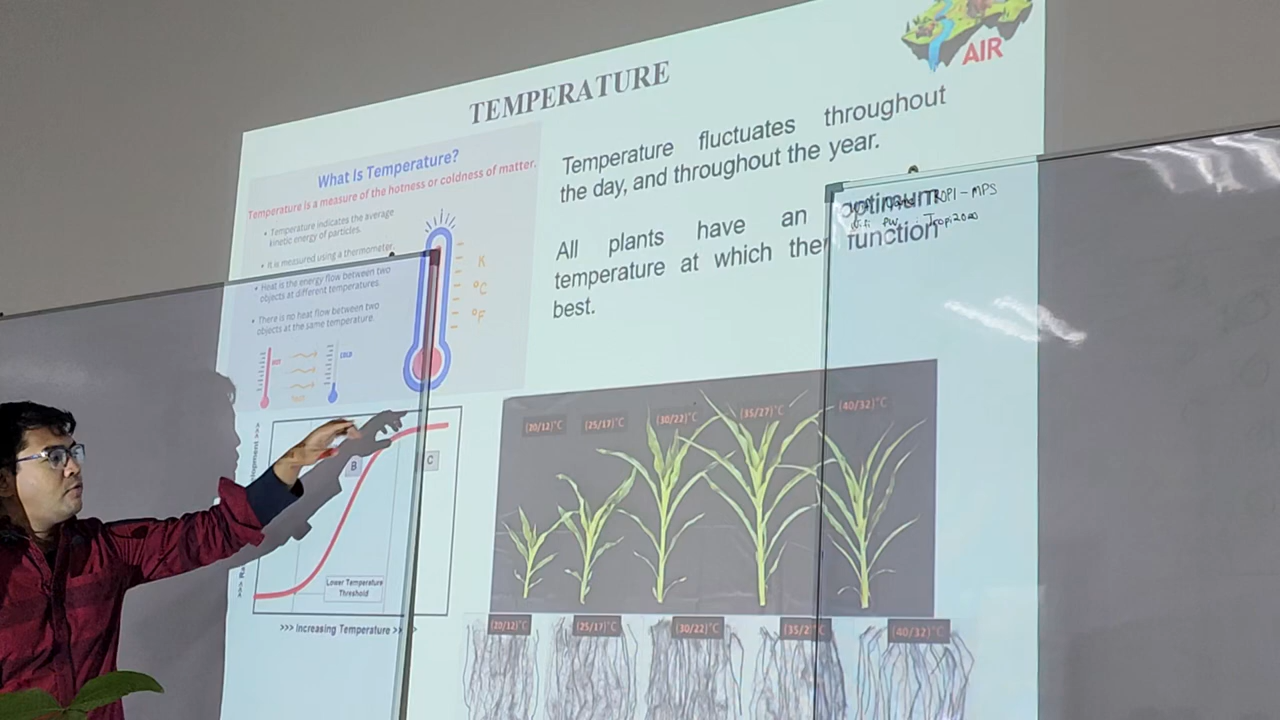 AIR
TEMPERATURE
What Is Temperature?
Temperature is a measure of the hotness or coldness of matter.
• Temperature indicates the average
kinetic energy of particles.
• It is measured using a thermometer.
• Heat is the energy flow between two
objects at different temperatures.
• There is no heat flow between two
objects at the same temperature.
K
°C
°F
HOT
COLD
Temperature fluctuates throughout
the day, and throughout the year.
All plants have an optimum
temperature at which they function
best.
TROPI-MPS
Tropi2020
B
C
Lower Temperature
Threshold
>>> Increasing Temperature >>
(20/12)°C
(25/17)°C
(30/22)°C
(35/27)°C
(40/32)°C
(20/12)°C
(25/17)°C
(30/22)°C
(35/2 °C
(40/32)°C